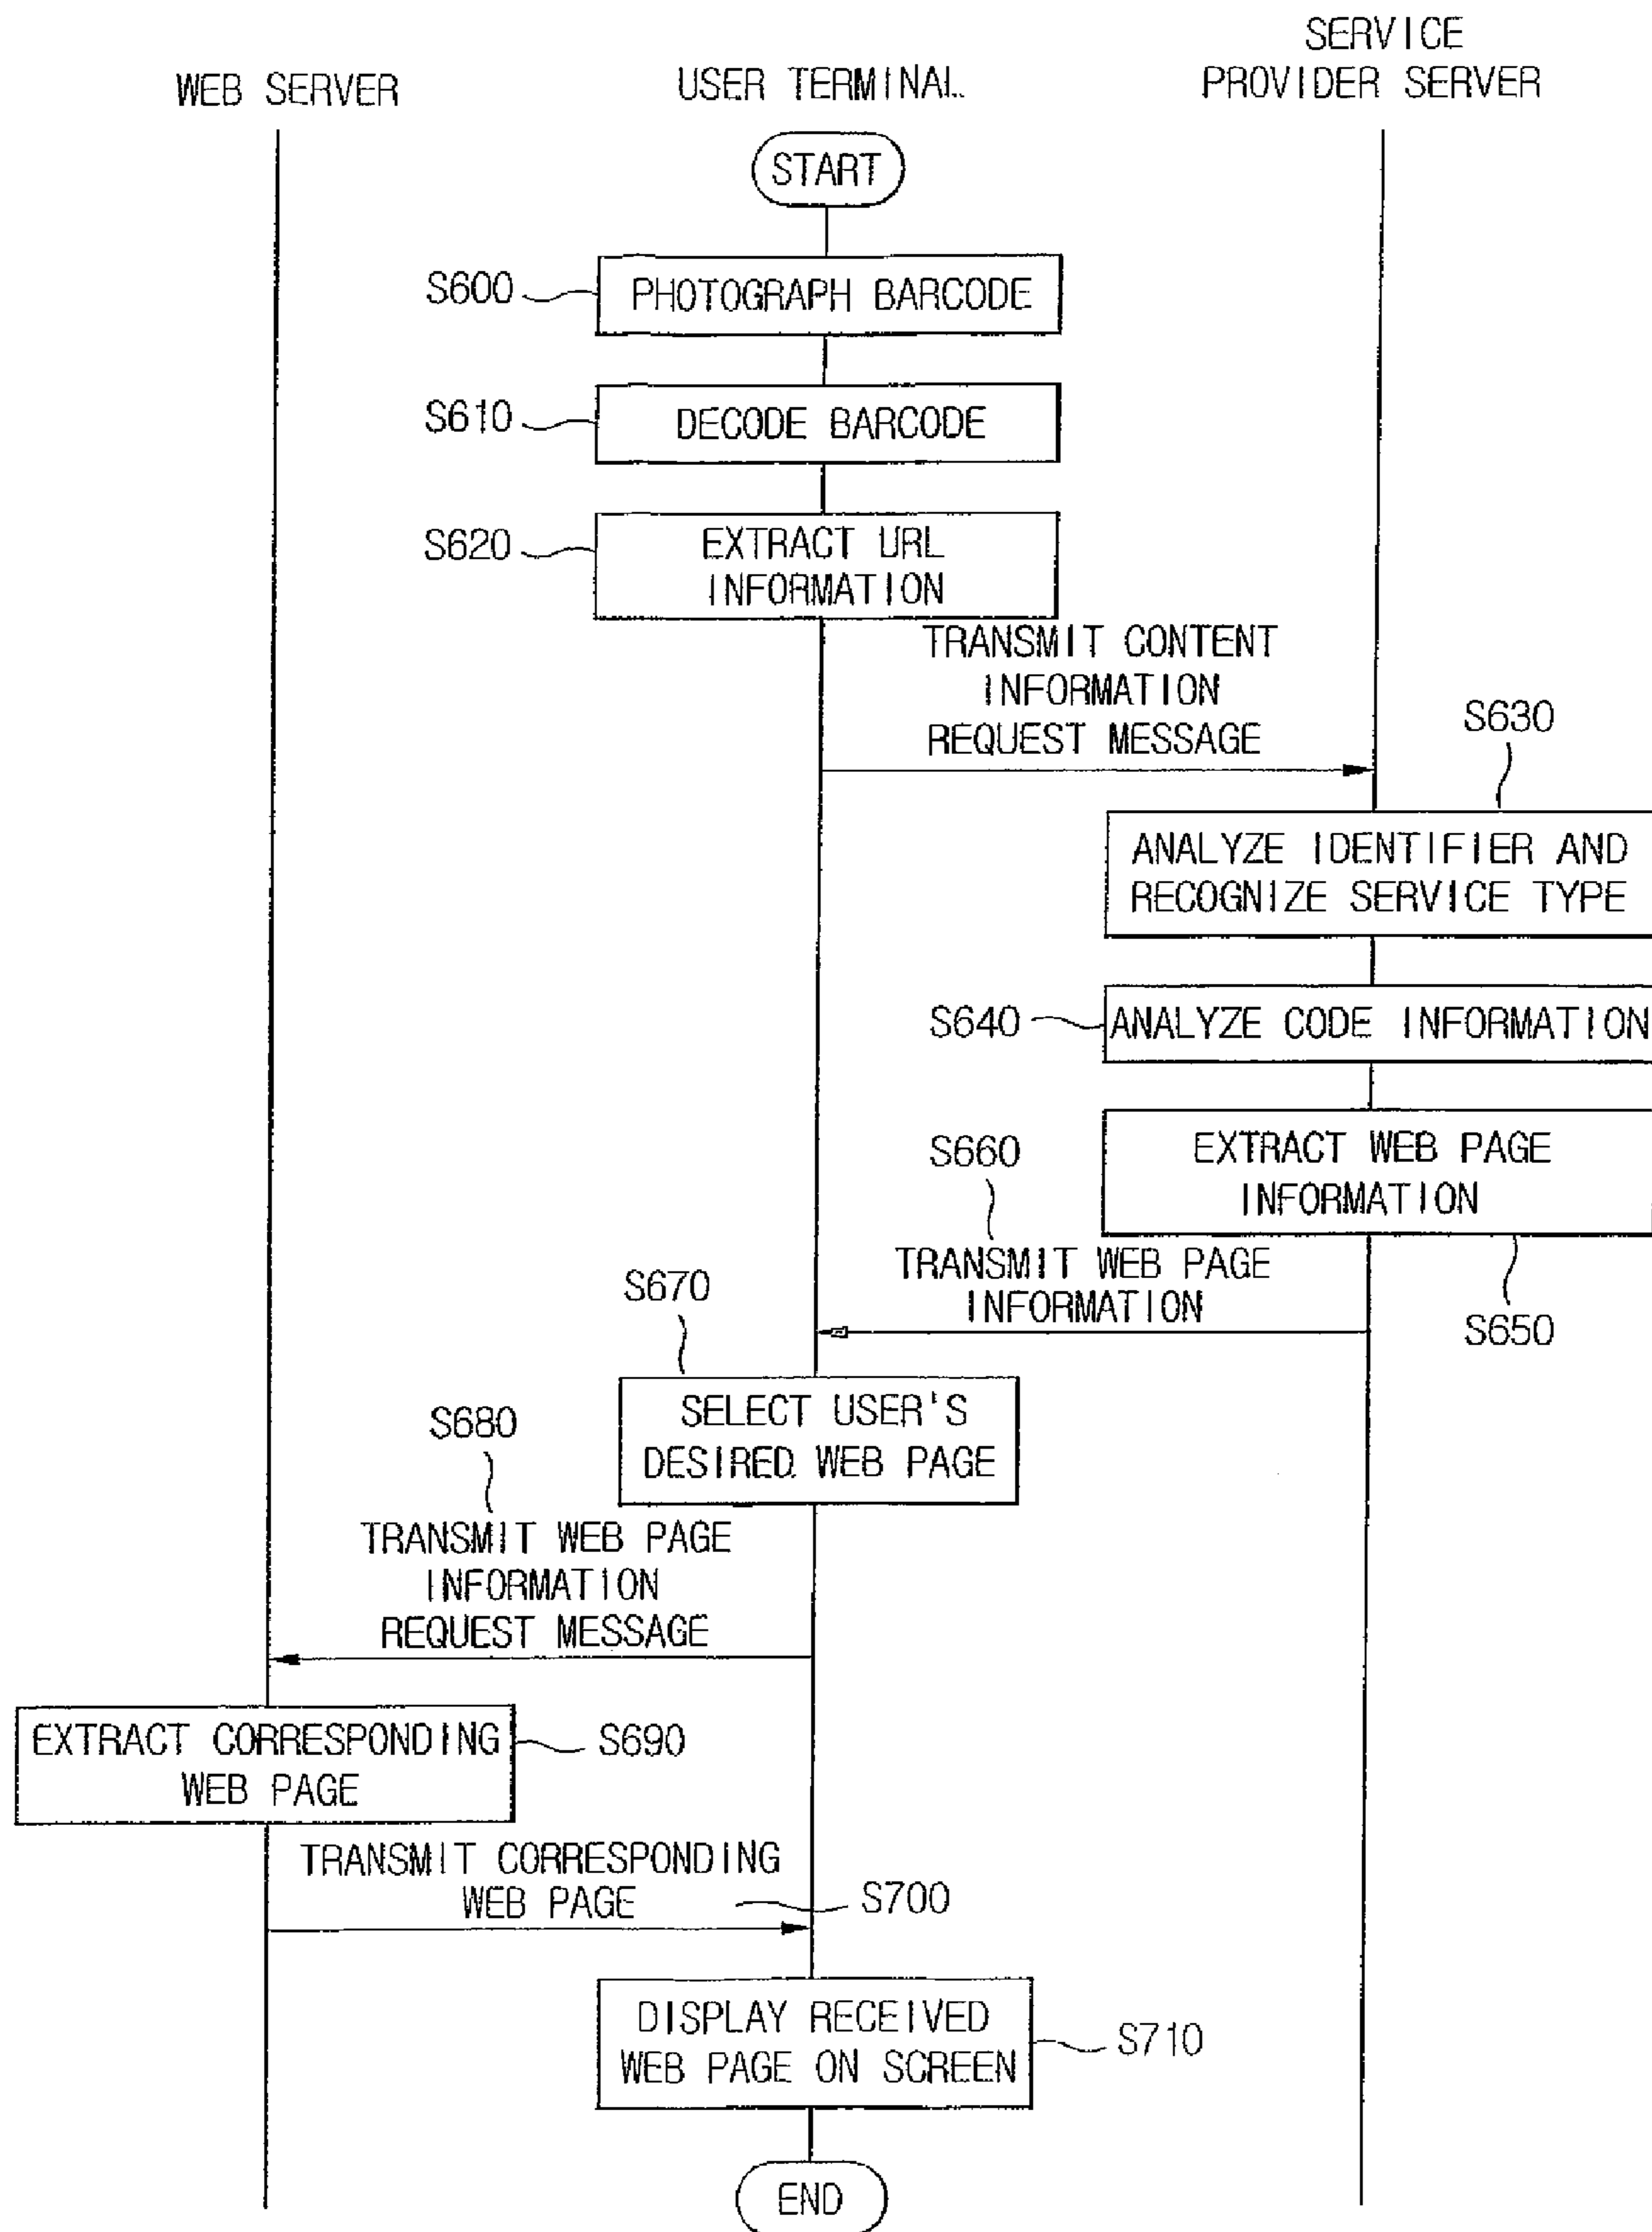 WEB SERVER
USER TERMINAL
SERVICE
PROVIDER SERVER
START
S600
PHOTOGRAPH BARCODE
S610
DECODE BARCODE
S620
EXTRACT URL
INFORMATION
TRANSMIT CONTENT
INFORMATION
REQUEST MESSAGE
S630
ANALYZE IDENTIFIER AND
RECOGNIZE SERVICE TYPE
S640
ANALYZE CODE INFORMATION
EXTRACT WEB PAGE
INFORMATION
S650
S660
TRANSMIT WEB PAGE
INFORMATION
S670
SELECT USER'S
DESIRED WEB PAGE
S680
TRANSMIT WEB PAGE
INFORMATION
REQUEST MESSAGE
EXTRACT CORRESPONDING
WEB PAGE
S690
TRANSMIT CORRESPONDING
WEB PAGE
S700
DISPLAY RECEIVED
WEB PAGE ON SCREEN
S710
END